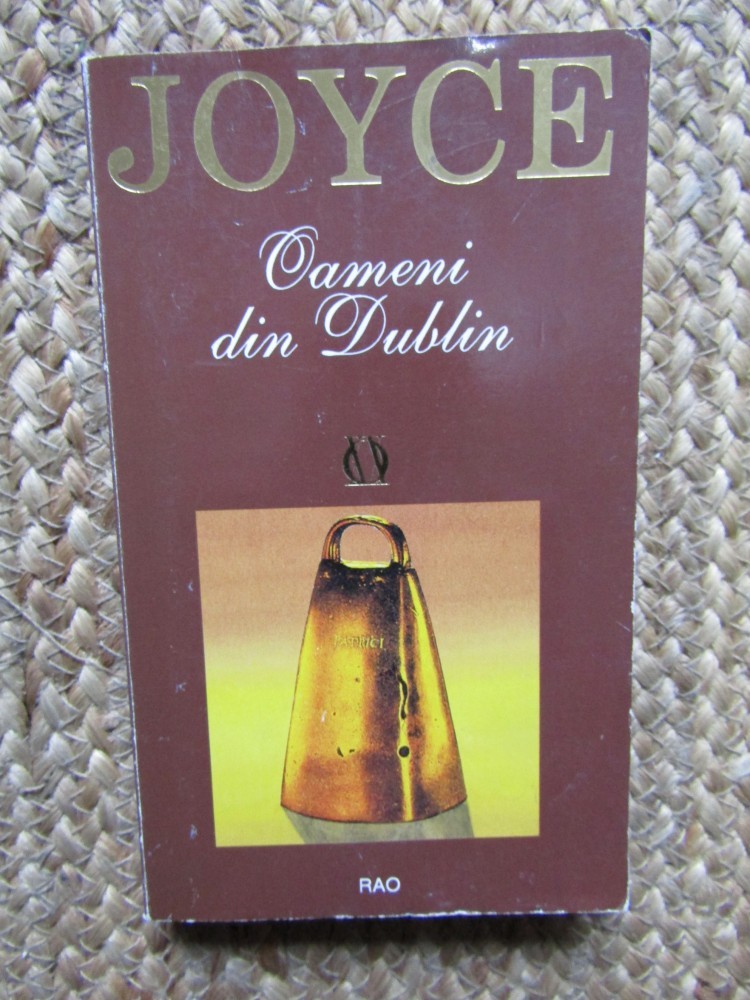 JOYCE
Oameni
din Dublin
RAO